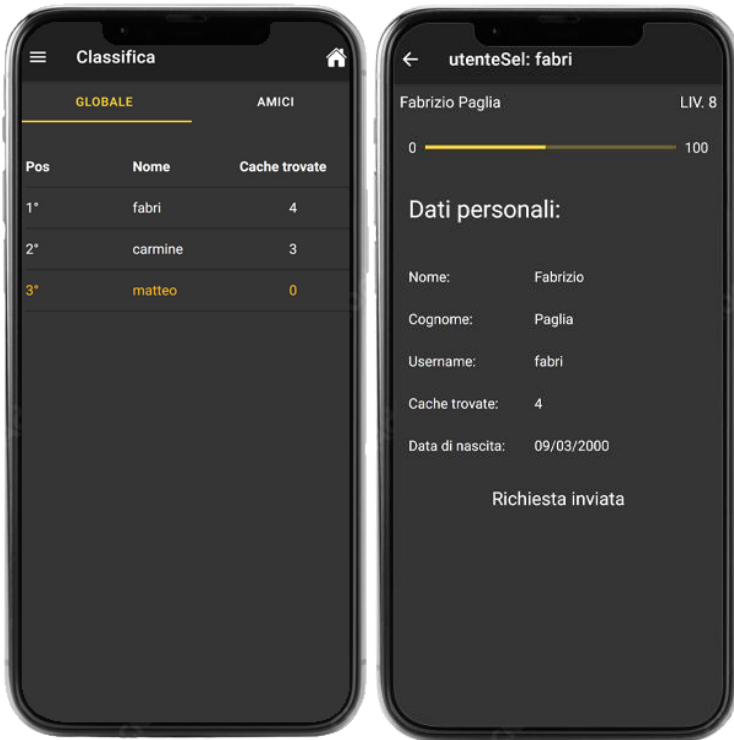 Classifica
GLOBALE AMICI
Pos Nome Cache trovate
1° fabri 4
2° carmine 3
3° matteo 0
utenteSel: fabri
Fabrizio Paglia LIV. 8
0 100
Dati personali:
Nome: Fabrizio
Cognome: Paglia
Username: fabri
Cache trovate: 4
Data di nascita: 09/03/2000
Richiesta inviata